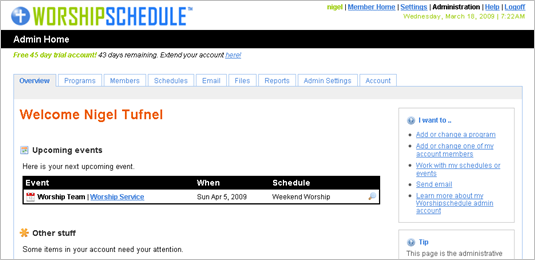 WORSHIPSCHEDULE™
nigel | Member Home | Settings | Administration | Help | Logoff
Wednesday, March 18, 2009 | 7:22AM
Admin Home
Free 45 day trial account! 43 days remaining. Extend your account here!
Overview Programs Members Schedules Email Files Reports Admin Settings Account
Welcome Nigel Tufnel
Upcoming events
Here is your next upcoming event.
Event When Schedule
Worship Team | Worship Service Sun Apr 5, 2009 Weekend Worship
Other stuff
Some items in your account need your attention.
I want to ..
Add or change a program
Add or change one of my
account members
Work with my schedules or
events
Send email
Learn more about my
Worshipschedule admin
account
Tip
This page is the administrative